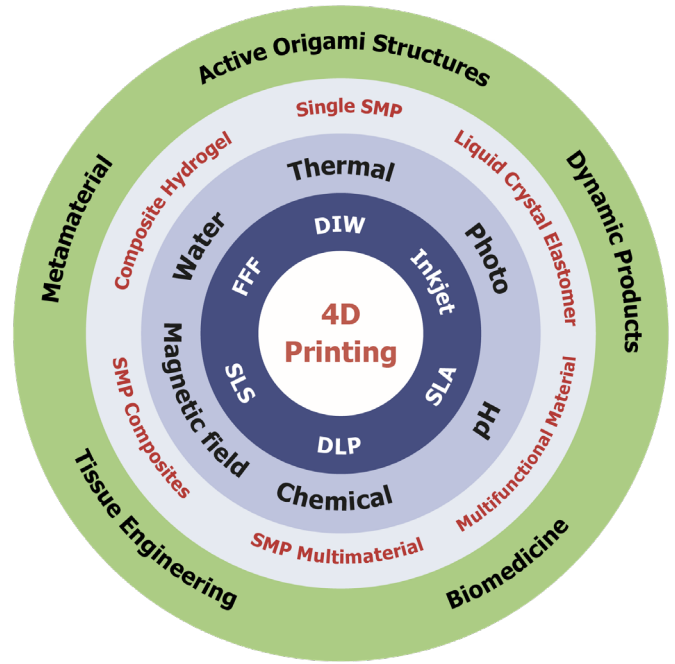 Active Origami Structures
Dynamic Products
Biomedicine
Tissue Engineering
Metamaterial
Single SMP
Liquid Crystal Elastomer
Multifunctional Material
SMP Multimaterial
SMP Composites
Composite Hydrogel
Thermal
Photo
pH
Chemical
Magnetic field
Water
DIW
Inkjet
SLA
DLP
SLS
FFF
4D
Printing